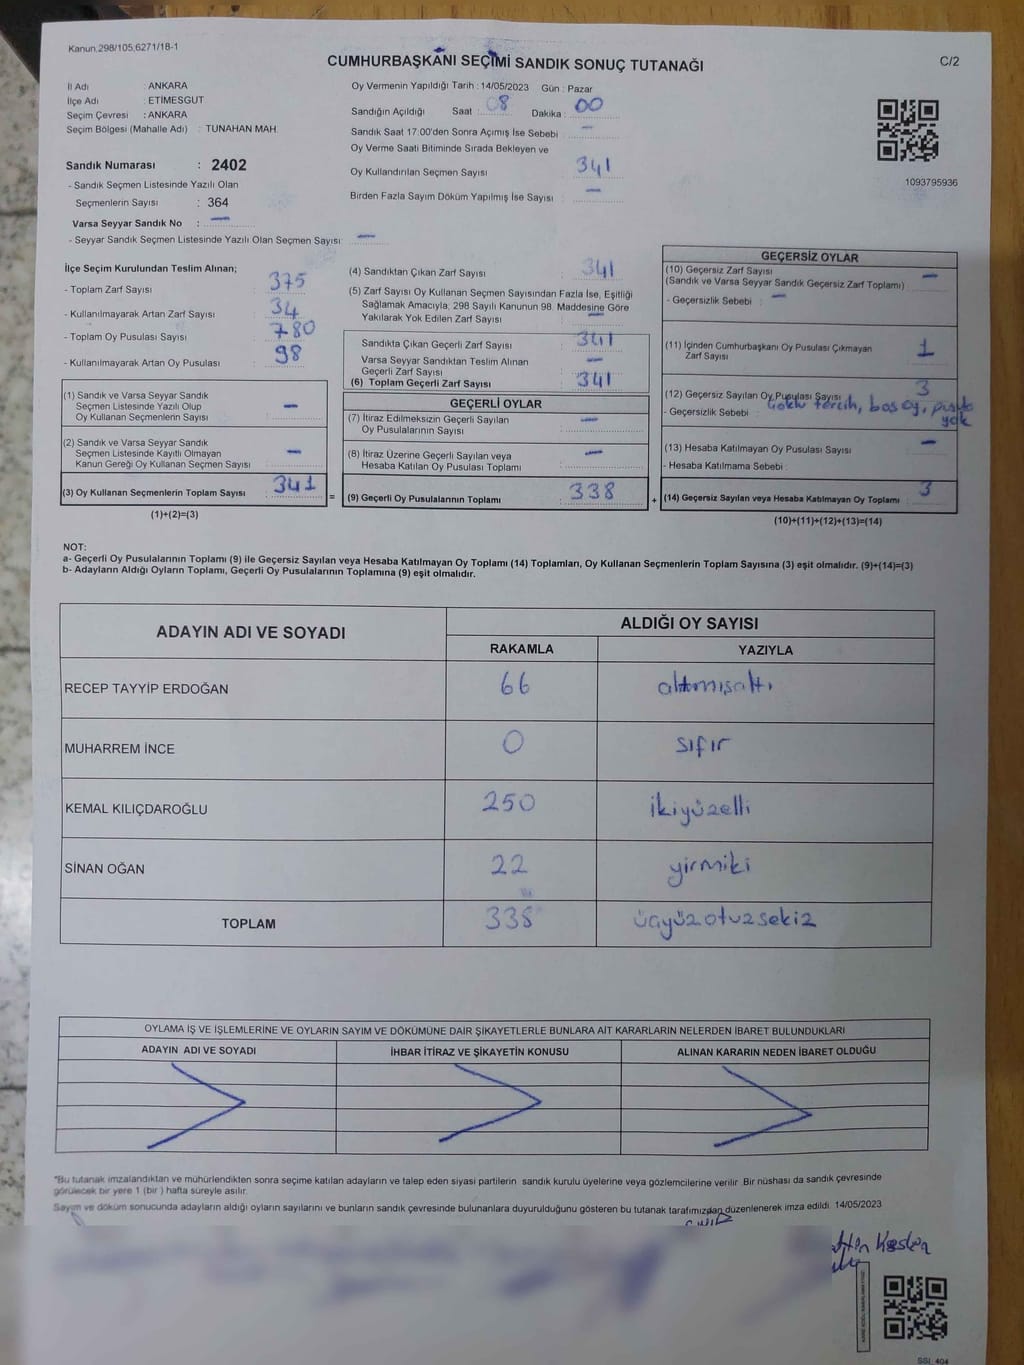 Kanun.298/105,6271/18-1
CUMHURBAŞKANI SEÇİMİ SANDIK SONUÇ TUTANAĞI
C/2
İl Adı : ANKARA
İlçe Adı : ETİMESGUT
Seçim Çevresi : ANKARA
Seçim Bölgesi (Mahalle Adı) : TUNAHAN MAH.
Sandık Numarası : 2402
- Sandık Seçmen Listesinde Yazılı Olan
Seçmenlerin Sayısı : 364
Varsa Seyyar Sandık No : —
- Seyyar Sandık Seçmen Listesinde Yazılı Olan Seçmen Sayısı: —
Oy Vermenin Yapıldığı Tarih : 14/05/2023 Gün : Pazar
Sandığın Açıldığı Saat : 08 Dakika : 00
Sandık Saat 17:00'den Sonra Açımış İse Sebebi : —
Oy Verme Saati Bitiminde Sırada Bekleyen ve
Oy Kullandırılan Seçmen Sayısı : 341
Birden Fazla Sayım Döküm Yapılmış İse Sayısı : —
1093795936
İlçe Seçim Kurulundan Teslim Alınan;
- Toplam Zarf Sayısı : 375
- Kullanılmayarak Artan Zarf Sayısı : 34
- Toplam Oy Pusulası Sayısı : 780
- Kullanılmayarak Artan Oy Pusulası : 98
(1) Sandık ve Varsa Seyyar Sandık
Seçmen Listesinde Yazılı Olup
Oy Kullanan Seçmenlerin Sayısı : —
(2) Sandık ve Varsa Seyyar Sandık
Seçmen Listesinde Kayıtlı Olmayan
Kanun Gereği Oy Kullanan Seçmen Sayısı : —
(3) Oy Kullanan Seçmenlerin Toplam Sayısı : 341
(1)+(2)=(3)
=
(4) Sandıktan Çıkan Zarf Sayısı : 341
(5) Zarf Sayısı Oy Kullanan Seçmen Sayısından Fazla İse, Eşitliği
Sağlamak Amacıyla; 298 Sayılı Kanunun 98. Maddesine Göre
Yakılarak Yok Edilen Zarf Sayısı : —
Sandıkta Çıkan Geçerli Zarf Sayısı : 341
Varsa Seyyar Sandıktan Teslim Alınan
Geçerli Zarf Sayısı : —
(6) Toplam Geçerli Zarf Sayısı : 341
GEÇERLİ OYLAR
(7) İtiraz Edilmeksizin Geçerli Sayılan
Oy Pusulalarının Sayısı : —
(8) İtiraz Üzerine Geçerli Sayılan veya
Hesaba Katılan Oy Pusulası Toplamı : —
(9) Geçerli Oy Pusulalarının Toplamı : 338
+
GEÇERSİZ OYLAR
(10) Geçersiz Zarf Sayısı
(Sandık ve Varsa Seyyar Sandık Geçersiz Zarf Toplamı) : —
- Geçersizlik Sebebi : —
(11) İçinden Cumhurbaşkanı Oy Pusulası Çıkmayan
Zarf Sayısı : 1
(12) Geçersiz Sayılan Oy Pusulası Sayısı : 3
- Geçersizlik Sebebi : tercih, boş oy, pusula
yok
(13) Hesaba Katılmayan Oy Pusulası Sayısı : —
- Hesaba Katılmama Sebebi :
(14) Geçersiz Sayılan veya Hesaba Katılmayan Oy Toplamı : 3
(10)+(11)+(12)+(13)=(14)
NOT:
a- Geçerli Oy Pusulalarının Toplamı (9) ile Geçersiz Sayılan veya Hesaba Katılmayan Oy Toplamı (14) Toplamları, Oy Kullanan Seçmenlerin Toplam Sayısına (3) eşit olmalıdır. (9)+(14)=(3)
b- Adayların Aldığı Oyların Toplamı, Geçerli Oy Pusulalarının Toplamına (9) eşit olmalıdır.
ADAYIN ADI VE SOYADI
ALDIĞI OY SAYISI
RAKAMLA YAZIYLA
RECEP TAYYİP ERDOĞAN 66 altmışaltı
MUHARREM İNCE 0 sıfır
KEMAL KILIÇDAROĞLU 250 ikiyüzelli
SİNAN OĞAN 22 yirmiki
TOPLAM 338 üçyüzotuzsekiz
OYLAMA İŞ VE İŞLEMLERİNE VE OYLARIN SAYIM VE DÖKÜMÜNE DAİR ŞİKAYETLERLE BUNLARA AİT KARARLARIN NELERDEN İBARET BULUNDUKLARI
ADAYIN ADI VE SOYADI İHBAR İTİRAZ VE ŞİKAYETİN KONUSU ALINAN KARARIN NEDEN İBARET OLDUĞU
"Bu tutanak imzalandıktan ve mühürlendikten sonra seçime katılan adayların ve talep eden siyasi partilerin sandık kurulu üyelerine veya gözlemcilerine verilir. Bir nüshası da sandık çevresinde
görülecek bir yere 1 (bir) hafta süreyle asılır.
Sayım ve döküm sonucunda adayların aldığı oyların sayılarını ve bunların sandık çevresinde bulunanlara duyurulduğunu gösteren bu tutanak tarafımızdan düzenlenerek imza edildi. 14/05/2023
SSI. 404